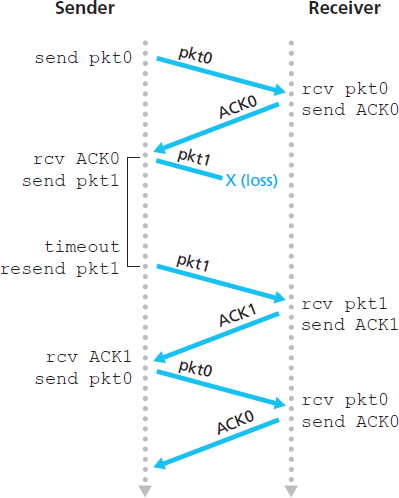 Sender Receiver
send pkt0
pkt0
rcv pkt0
send ACK0
ACK0
rcv ACK0
send pkt1
pkt1
X (loss)
timeout
resend pkt1
pkt1
rcv pkt1
send ACK1
ACK1
rcv ACK1
send pkt0
pkt0
rcv pkt0
send ACK0
ACK0